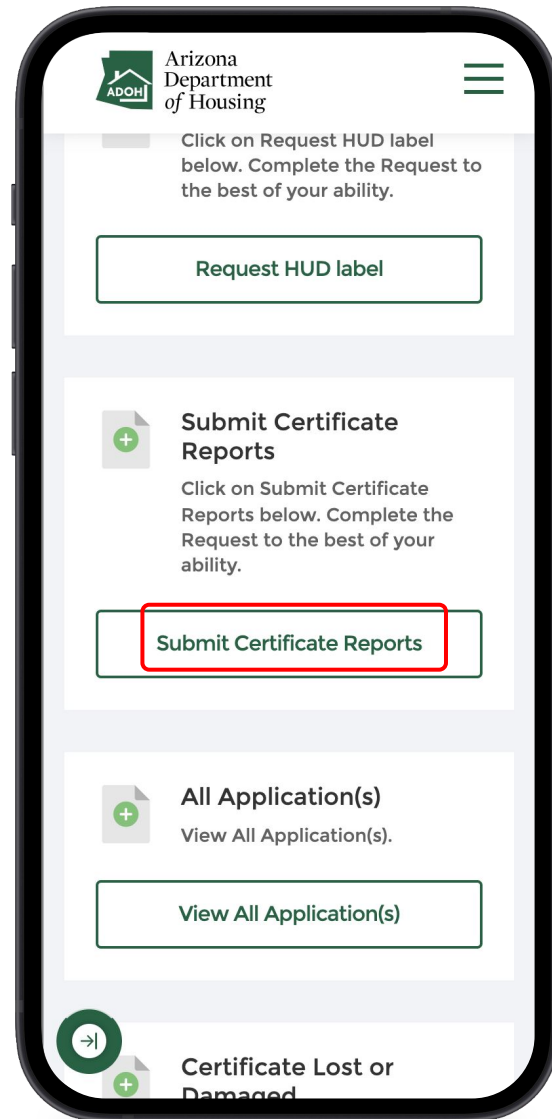 ADOH
Arizona
Department
of Housing
Click on Request HUD label
below. Complete the Request to
the best of your ability.
Request HUD label
Submit Certificate
Reports
Click on Submit Certificate
Reports below. Complete the
Request to the best of your
ability.
Submit Certificate Reports
All Application(s)
View All Application(s).
View All Application(s)
Certificate Lost or
Damaged